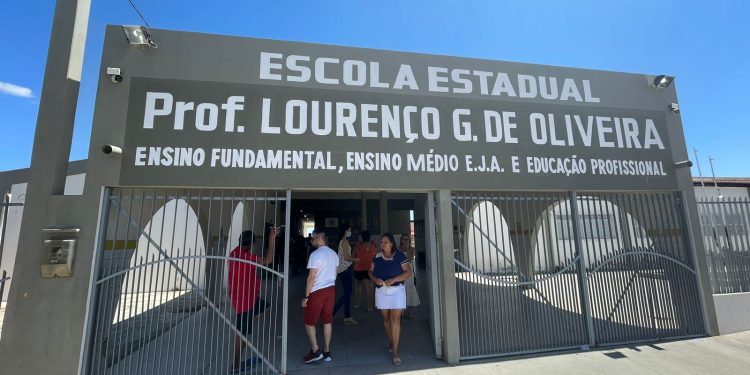 ESCOLA ESTADUAL
Prof. LOURENÇO G. DE OLIVEIRA
ENSINO FUNDAMENTAL, ENSINO MÉDIO E.J.A. E EDUCAÇÃO PROFISSIONAL